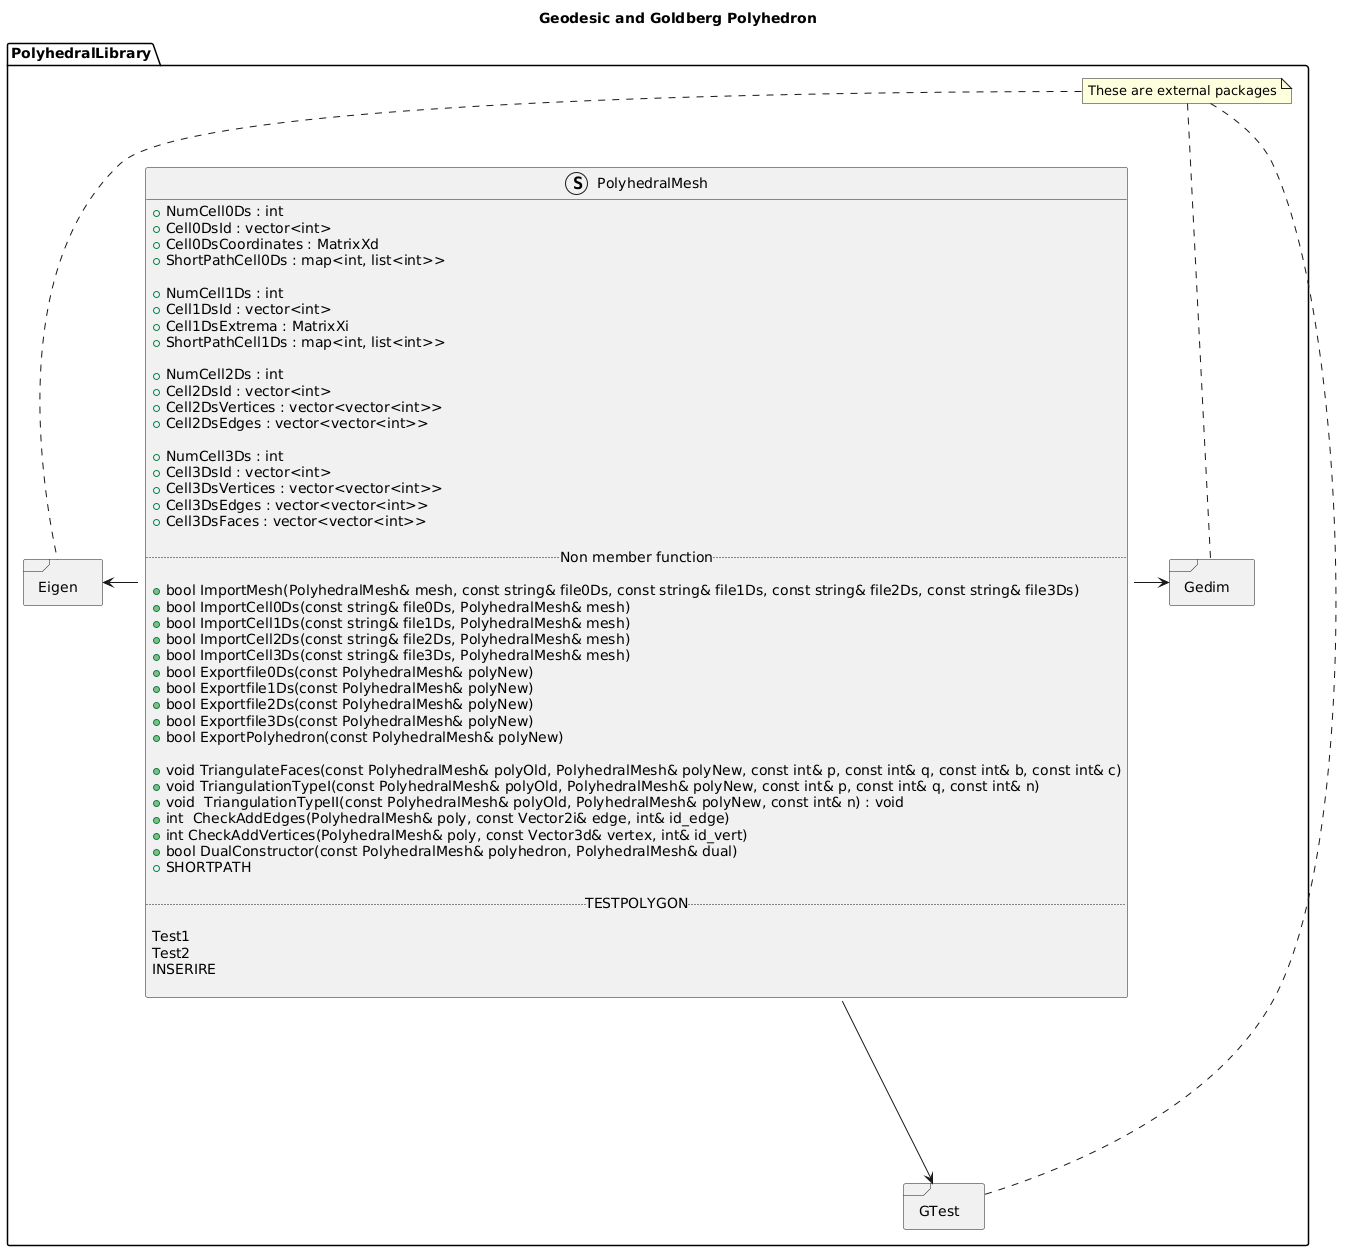 Geodesic and Goldberg Polyhedron
PolyhedralLibrary
These are external packages
S PolyhedralMesh
NumCell0Ds : int
Cell0DsId : vector<int>
Cell0DsCoordinates : MatrixXd
ShortPathCell0Ds : map<int, list<int>>
NumCell1Ds : int
Cell1DsId : vector<int>
Cell1DsExtrema : MatrixXi
ShortPathCell1Ds : map<int, list<int>>
NumCell2Ds : int
Cell2DsId : vector<int>
Cell2DsVertices : vector<vector<int>>
Cell2DsEdges : vector<vector<int>>
NumCell3Ds : int
Cell3DsId : vector<int>
Cell3DsVertices : vector<vector<int>>
Cell3DsEdges : vector<vector<int>>
Cell3DsFaces : vector<vector<int>>
Non member function
Eigen
Gedim
bool ImportMesh(PolyhedralMesh& mesh, const string& file0Ds, const string& file1Ds, const string& file2Ds, const string& file3Ds)
bool ImportCell0Ds(const string& file0Ds, PolyhedralMesh& mesh)
bool ImportCell1Ds(const string& file1Ds, PolyhedralMesh& mesh)
bool ImportCell2Ds(const string& file2Ds, PolyhedralMesh& mesh)
bool ImportCell3Ds(const string& file3Ds, PolyhedralMesh& mesh)
bool Exportfile0Ds(const PolyhedralMesh& polyNew)
bool Exportfile1Ds(const PolyhedralMesh& polyNew)
bool Exportfile2Ds(const PolyhedralMesh& polyNew)
bool Exportfile3Ds(const PolyhedralMesh& polyNew)
bool ExportPolyhedron(const PolyhedralMesh& polyNew)
void TriangulateFaces(const PolyhedralMesh& polyOld, PolyhedralMesh& polyNew, const int& p, const int& q, const int& b, const int& c)
void TriangulationTypeI(const PolyhedralMesh& polyOld, PolyhedralMesh& polyNew, const int& p, const int& q, const int& n)
void  TriangulationTypeII(const PolyhedralMesh& polyOld, PolyhedralMesh& polyNew, const int& n) : void
int  CheckAddEdges(PolyhedralMesh& poly, const Vector2i& edge, int& id_edge)
int CheckAddVertices(PolyhedralMesh& poly, const Vector3d& vertex, int& id_vert)
bool DualConstructor(const PolyhedralMesh& polyhedron, PolyhedralMesh& dual)
SHORTPATH
TESTPOLYGON
Test1
Test2
INSERIRE
GTest